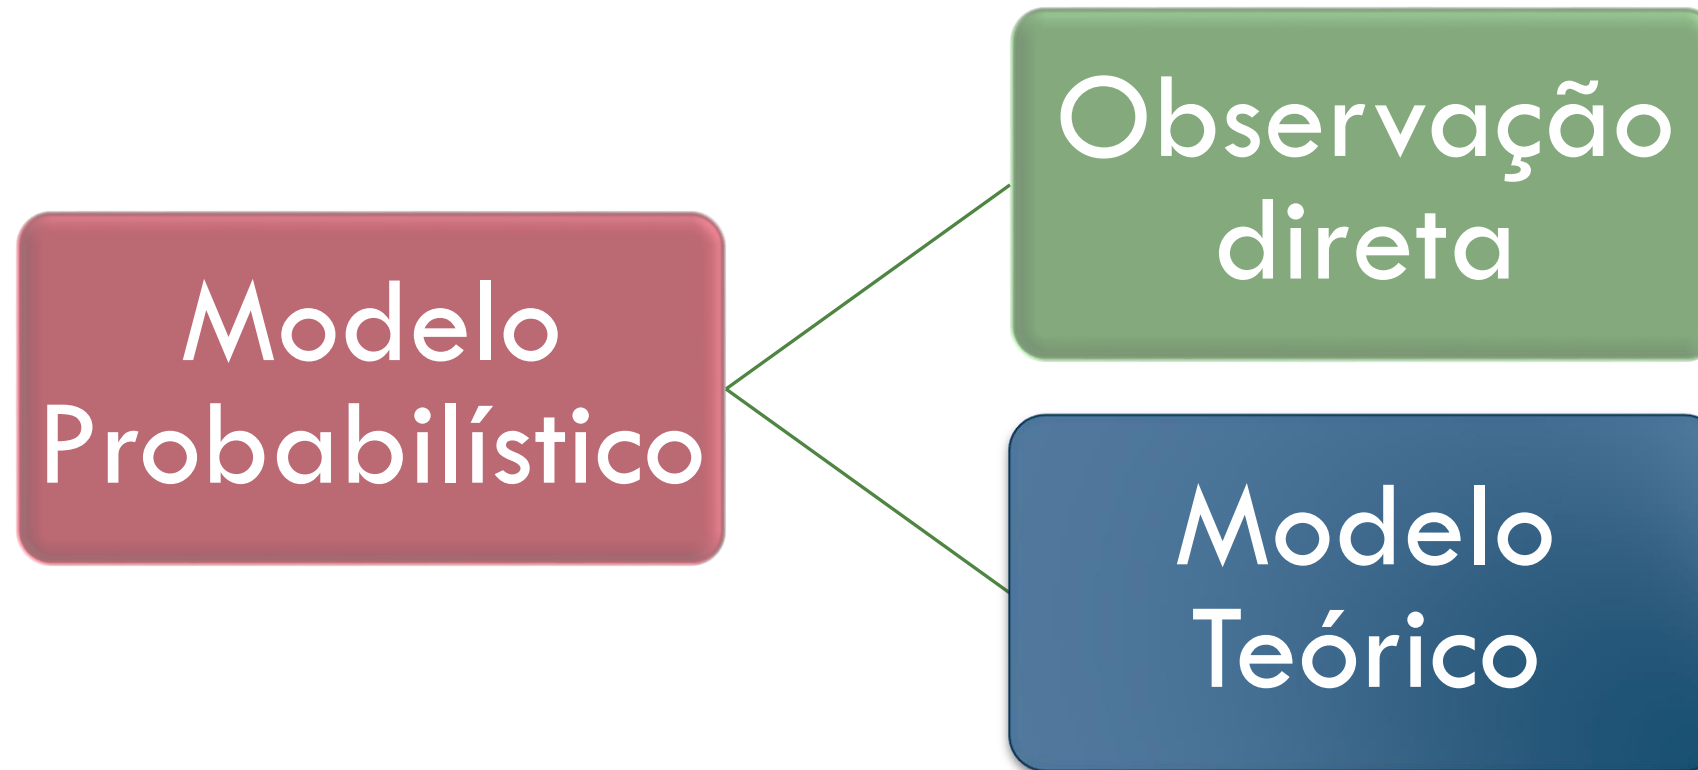 Modelo
Probabilístico
Observação
direta
Modelo
Teórico